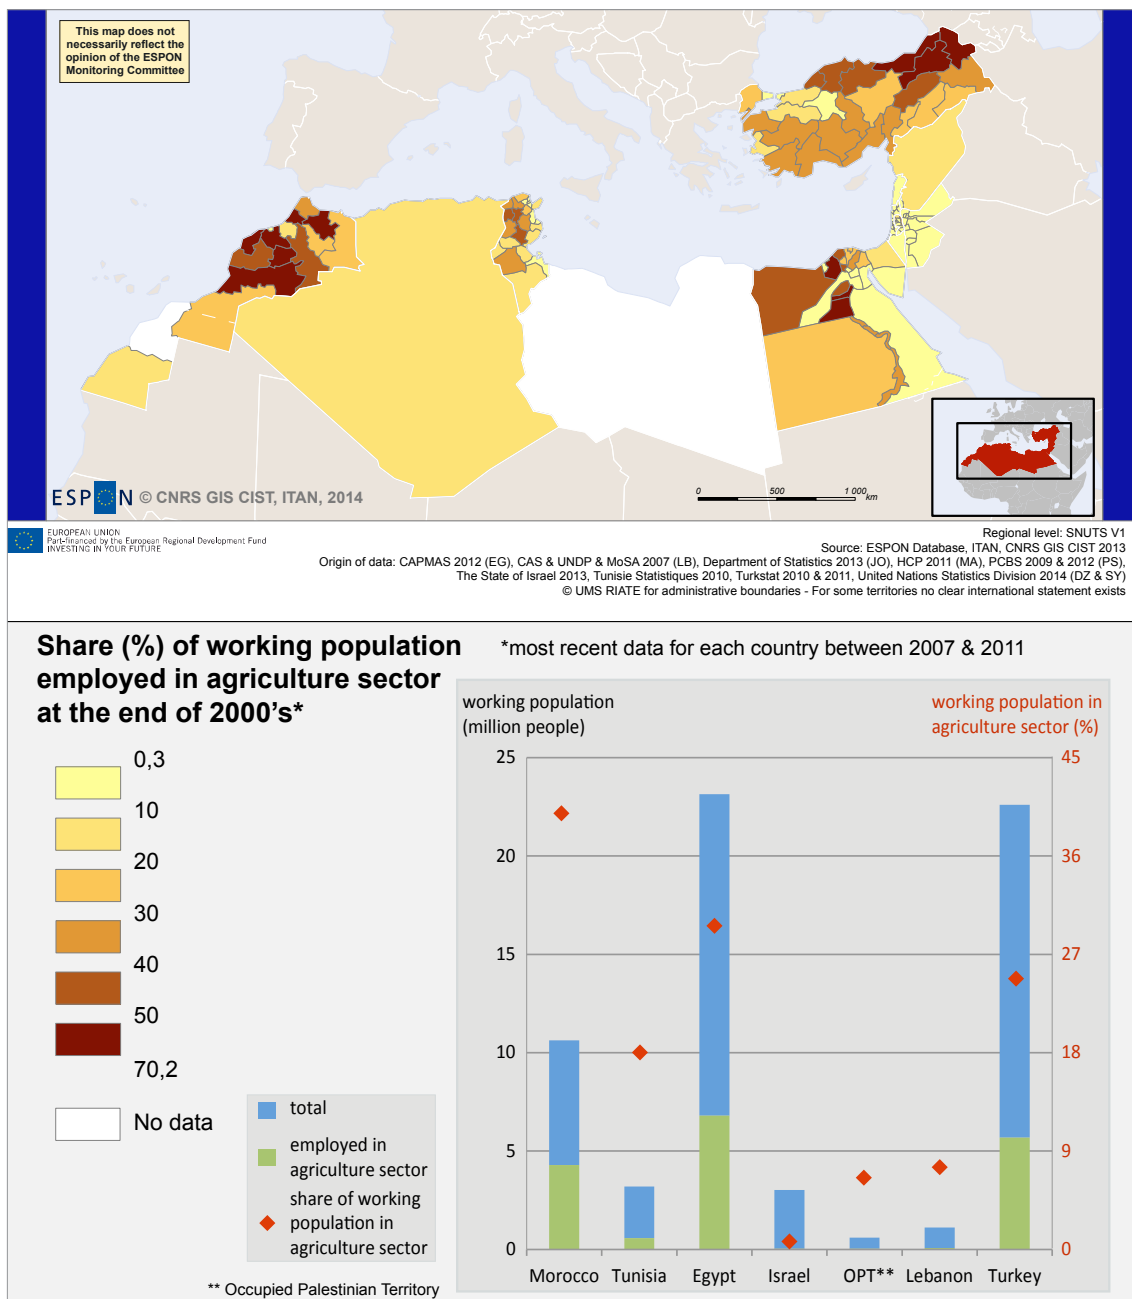 This map does not
necessarily reflect the
opinion of the ESPON
Monitoring Committee
ESPON © CNRS GIS CIST, ITAN, 2014
0 500 1 000
km
EUROPEAN UNION
Part-financed by the European Regional Development Fund
INVESTING IN YOUR FUTURE
Regional level: SNUTS V1
Source: ESPON Database, ITAN, CNRS GIS CIST 2013
Origin of data: CAPMAS 2012 (EG), CAS & UNDP & MoSA 2007 (LB), Department of Statistics 2013 (JO), HCP 2011 (MA), PCBS 2009 & 2012 (PS),
The State of Israel 2013, Tunisie Statistiques 2010, Turkstat 2010 & 2011, United Nations Statistics Division 2014 (DZ & SY)
© UMS RIATE for administrative boundaries - For some territories no clear international statement exists
Share (%) of working population
employed in agriculture sector
at the end of 2000's*
*most recent data for each country between 2007 & 2011
0,3
10
20
30
40
50
70,2
No data
total
employed in
agriculture sector
share of working
population in
agriculture sector
** Occupied Palestinian Territory
working population
(million people)
working population in
agriculture sector (%)
25 45
20 36
15 27
10 18
5 9
0 0
Morocco Tunisia Egypt Israel OPT** Lebanon Turkey